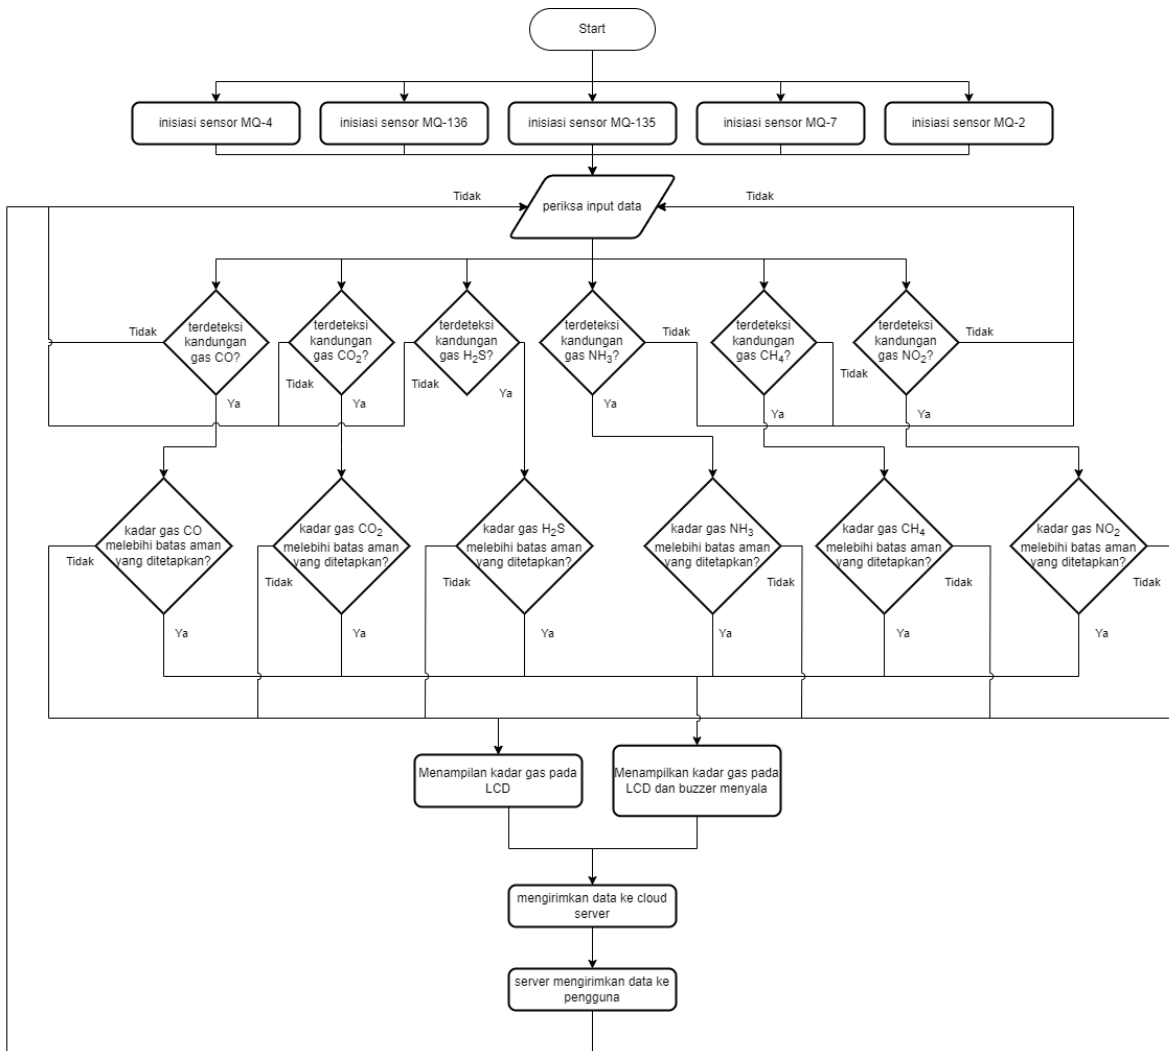 Start
inisiasi sensor MQ-4
inisiasi sensor MQ-136
inisiasi sensor MQ-135
inisiasi sensor MQ-7
inisiasi sensor MQ-2
Tidak
periksa input data
Tidak
terdeteksi
kandungan
gas CO?
terdeteksi
kandungan
gas CO₂?
terdeteksi
kandungan
gas H₂S?
terdeteksi
kandungan
gas NH₃?
terdeteksi
kandungan
gas CH₄?
terdeteksi
kandungan
gas NO₂?
Tidak
Tidak
Tidak
Tidak
Tidak
Tidak
Ya
Ya
Ya
Ya
Ya
Ya
kadar gas CO
melebihi batas aman
yang ditetapkan?
kadar gas CO₂
melebihi batas aman
yang ditetapkan?
kadar gas H₂S
melebihi batas aman
yang ditetapkan?
kadar gas NH₃
melebihi batas aman
yang ditetapkan?
kadar gas CH₄
melebihi batas aman
yang ditetapkan?
kadar gas NO₂
melebihi batas aman
yang ditetapkan?
Tidak
Tidak
Tidak
Tidak
Tidak
Tidak
Ya
Ya
Ya
Ya
Ya
Ya
Menampilan kadar gas pada
LCD
Menampilkan kadar gas pada
LCD dan buzzer menyala
mengirimkan data ke cloud
server
server mengirimkan data ke
pengguna